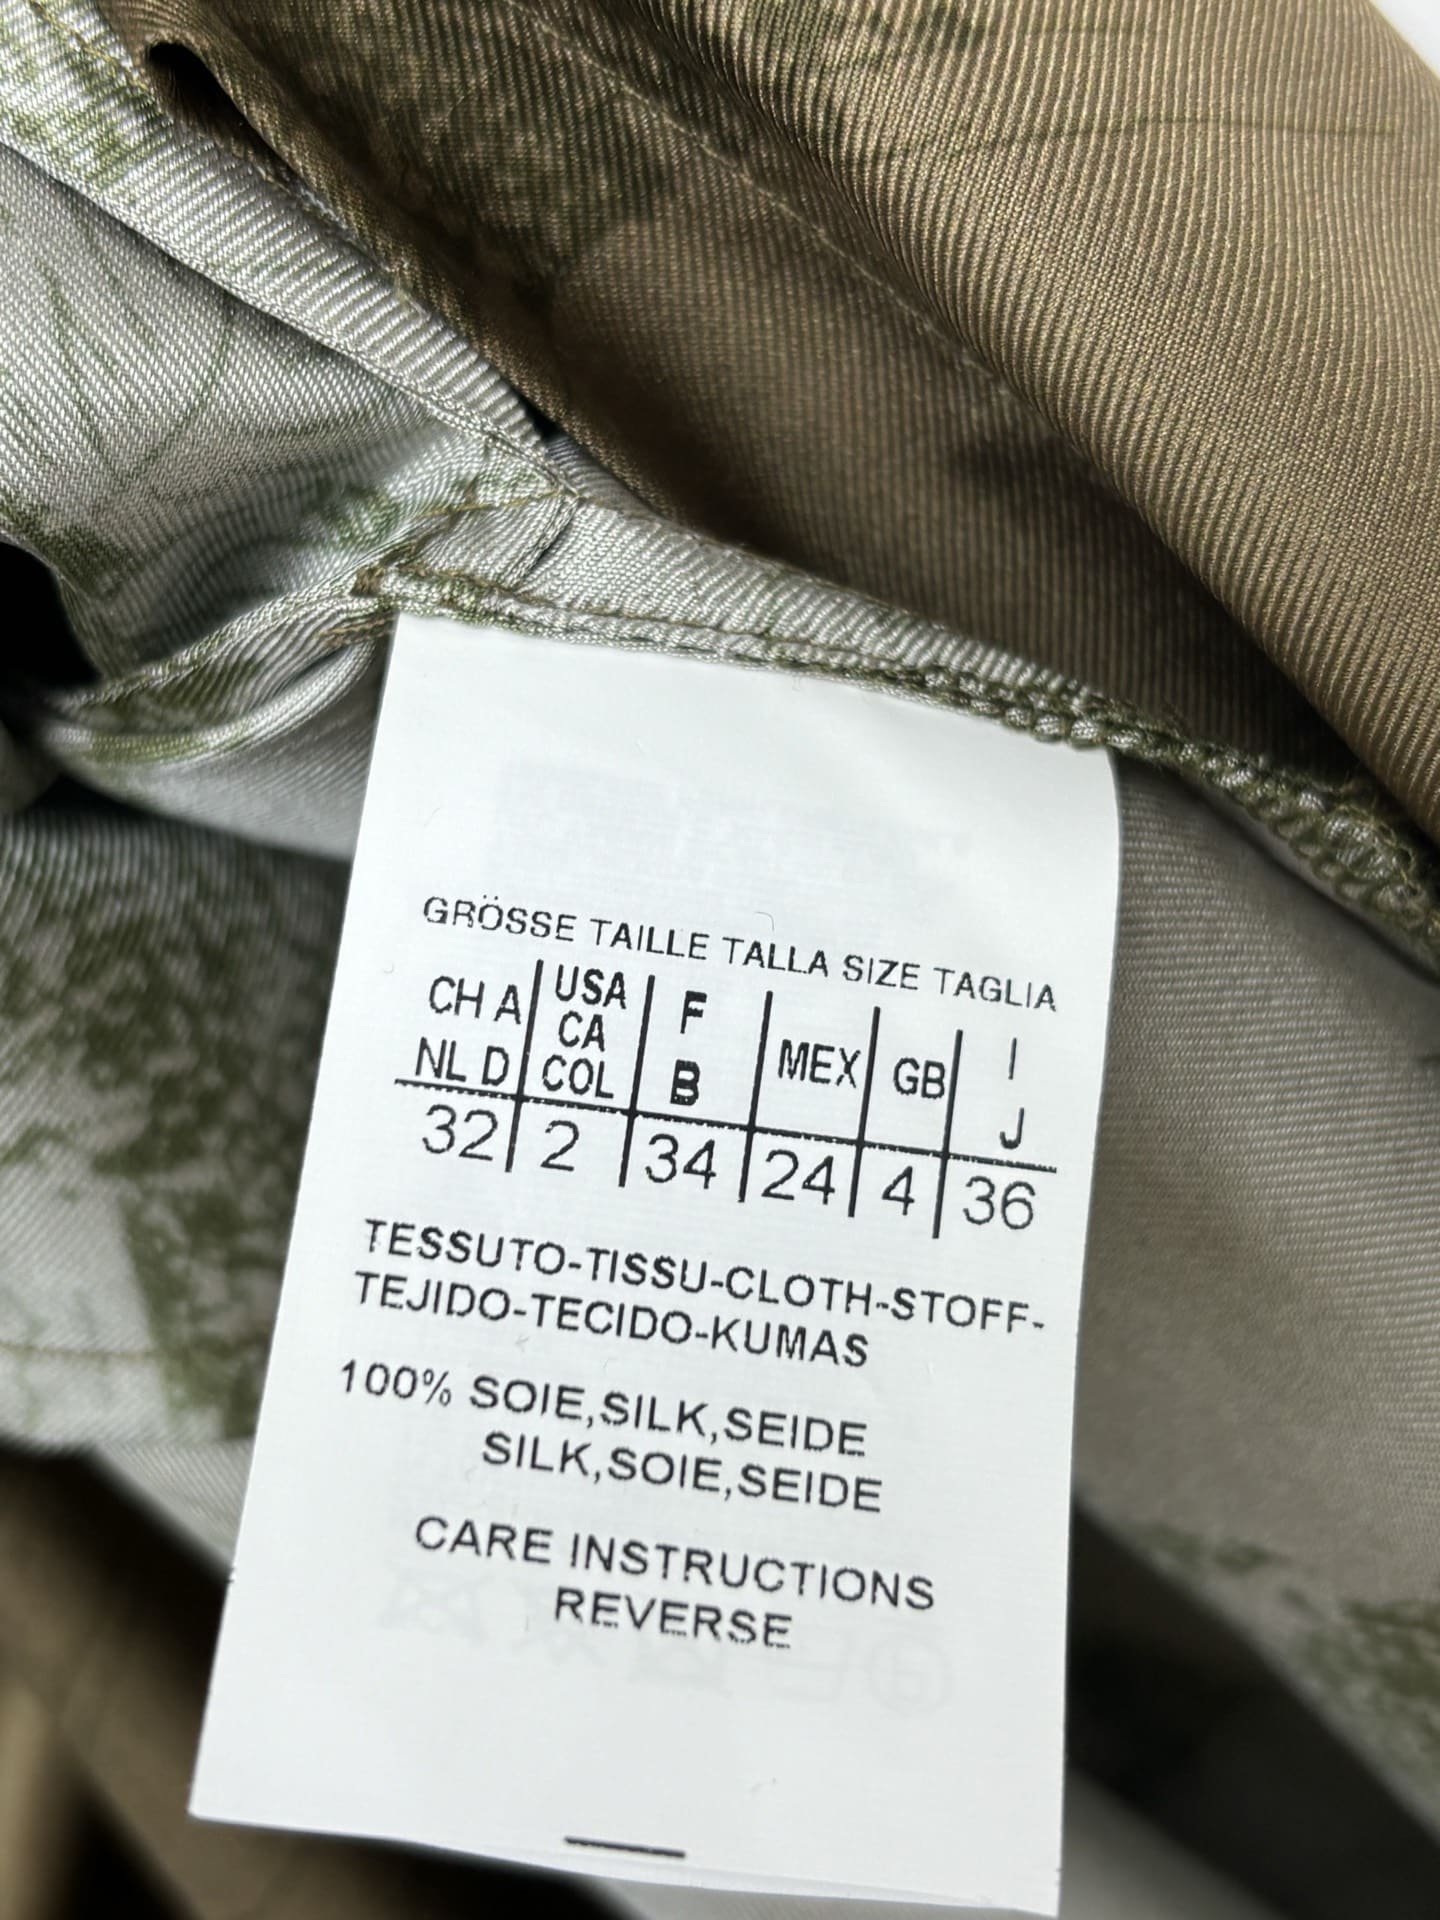 GRÖSSE TAILLE TALLA SIZE TAGLIA
CH A USA F MEX GB I
NL D CA B J
COL
32 2 34 24 4 36
TESSUTO-TISSU-CLOTH-STOFF-
TEJIDO-TECIDO-KUMAS
100% SOIE,SILK,SEIDE
SILK,SOIE,SEIDE
CARE INSTRUCTIONS
REVERSE